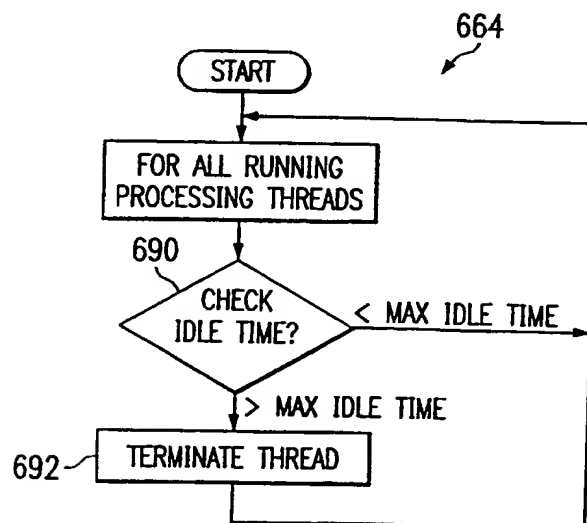 664
START
FOR ALL RUNNING
PROCESSING THREADS
690
CHECK
IDLE TIME?
< MAX IDLE TIME
> MAX IDLE TIME
692
TERMINATE THREAD